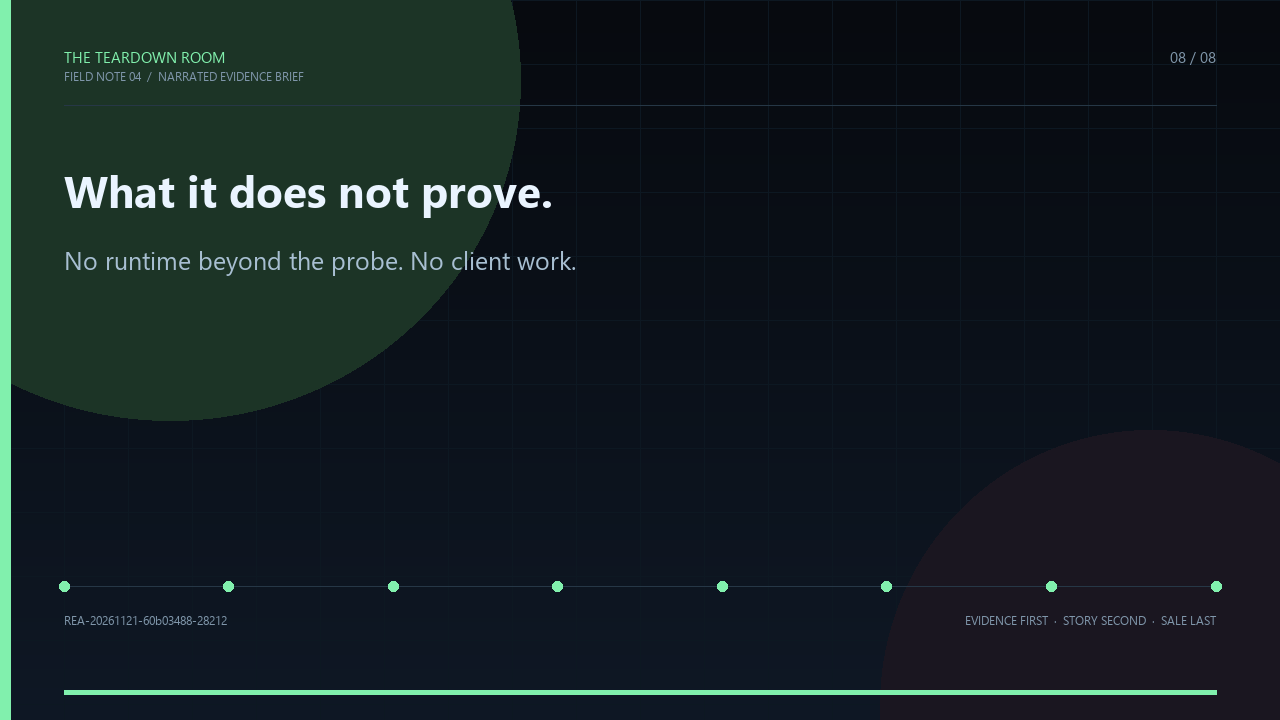 THE TEARDOWN ROOM
08 / 08
FIELD NOTE 04 / NARRATED EVIDENCE BRIEF
What it does not prove.
No runtime beyond the probe. No client work.
REA-20261121-60b03488-28212
EVIDENCE FIRST · STORY SECOND · SALE LAST